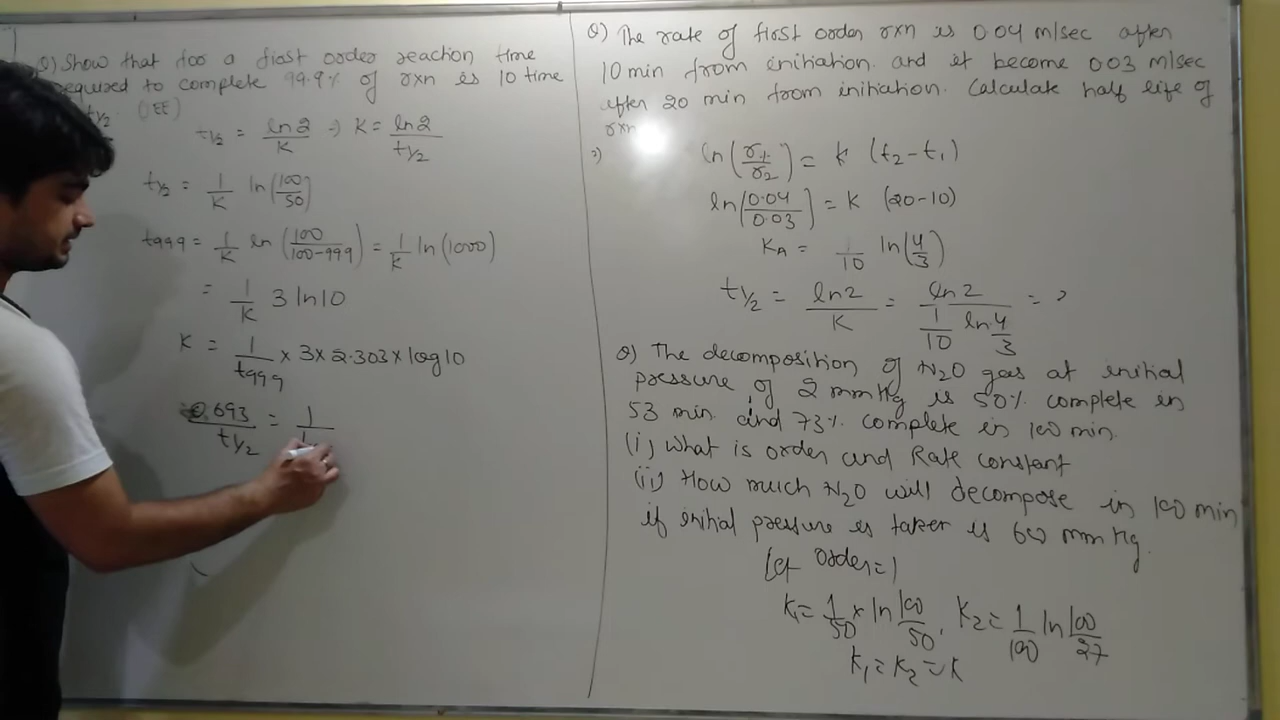 Q) Show that for a first order reaction time
required to complete 99.9% of rxn is 10 time
t1/2. (JEE)
t1/2 = ln2/K ⇒ K = ln2/t1/2
t1/2 = 1/K ln(100/50)
t99.9 = 1/K ln(100/100-99.9) = 1/K ln(1000)
= 1/K 3 ln10
K = 1/t99.9 × 3 × 2.303 × log10
0.693/t1/2 = 1/
Q) The rate of first order rxn is 0.04 m/sec after
10 min from initiation. and it become 0.03 m/sec
after 20 min from initiation. Calculate half life of
rxn
ln(r1/r2) = k (t2-t1)
ln(0.04/0.03) = K (20-10)
KA = 1/10 ln(4/3)
t1/2 = ln2/K = ln2/(1/10 ln4/3) = ?
Q) The decomposition of N2O gas at initial
pressure of 2 mm Hg is 50% complete in
53 min and 73% complete in 100 min.
(i) What is order and Rate constant
(ii) How much N2O will decompose in 100 min
if initial pressure is taken is 600 mm Hg.
Let Order=1
K1 = 1/50 × ln 100/50, K2 = 1/100 ln 100/27
K1 = K2 = K